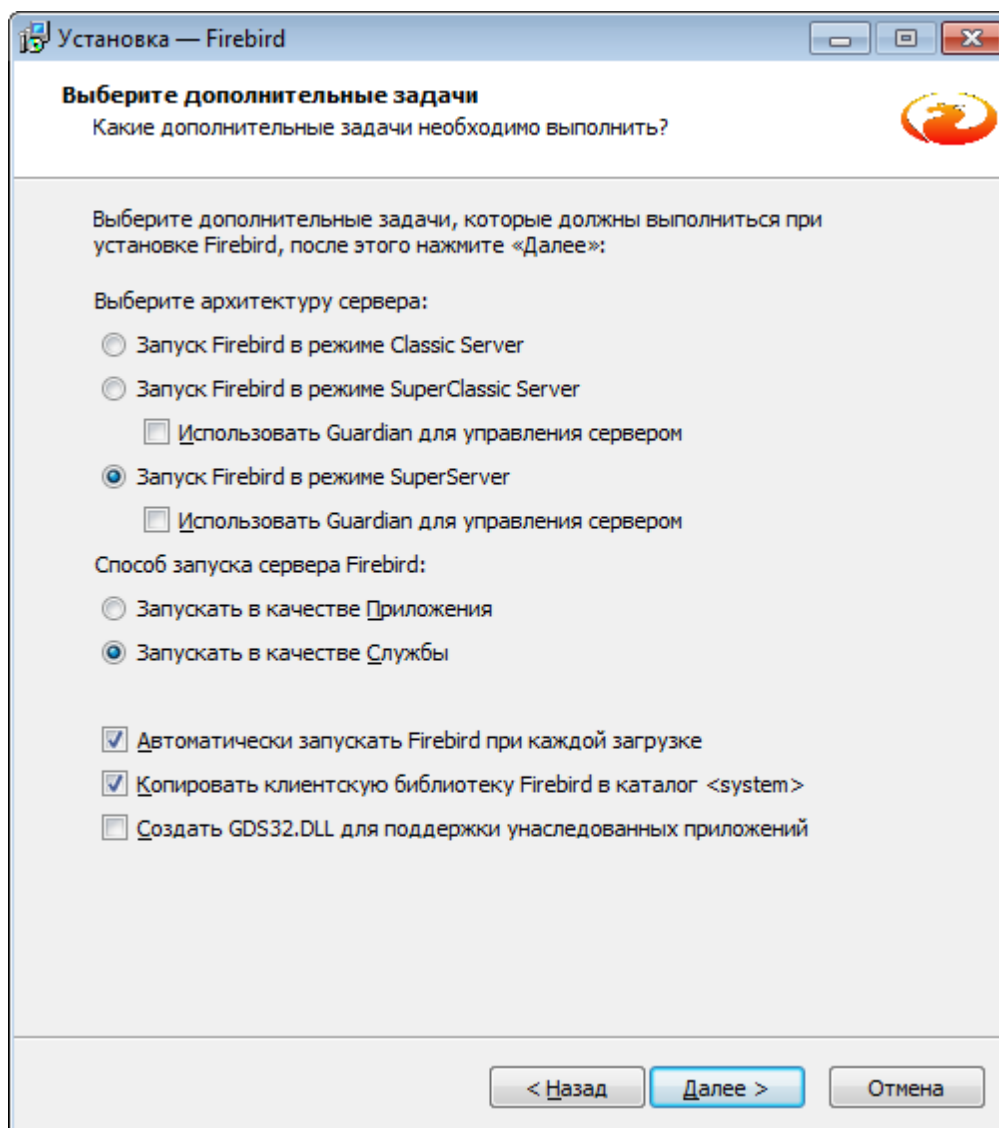 Установка — Firebird
Выберите дополнительные задачи
Какие дополнительные задачи необходимо выполнить?
Выберите дополнительные задачи, которые должны выполниться при
установке Firebird, после этого нажмите «Далее»:
Выберите архитектуру сервера:
Запуск Firebird в режиме Classic Server
Запуск Firebird в режиме SuperClassic Server
Использовать Guardian для управления сервером
Запуск Firebird в режиме SuperServer
Использовать Guardian для управления сервером
Способ запуска сервера Firebird:
Запускать в качестве Приложения
Запускать в качестве Службы
Автоматически запускать Firebird при каждой загрузке
Копировать клиентскую библиотеку Firebird в каталог <system>
Создать GDS32.DLL для поддержки унаследованных приложений
< Назад Далее > Отмена